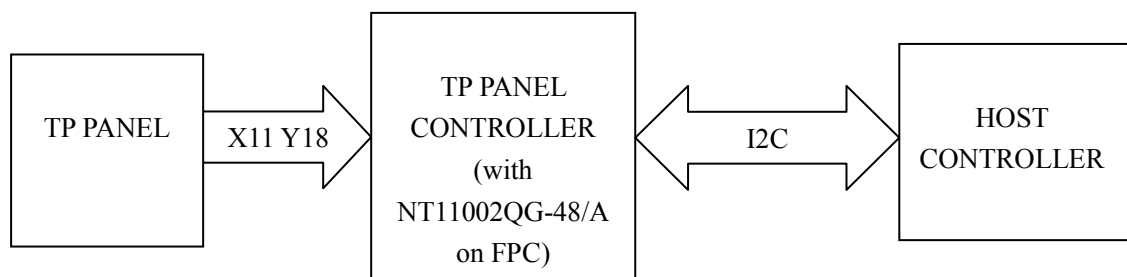 TP PANEL
X11 Y18
TP PANEL
CONTROLLER
(with
NT11002QG-48/A
on FPC)
I2C
HOST
CONTROLLER